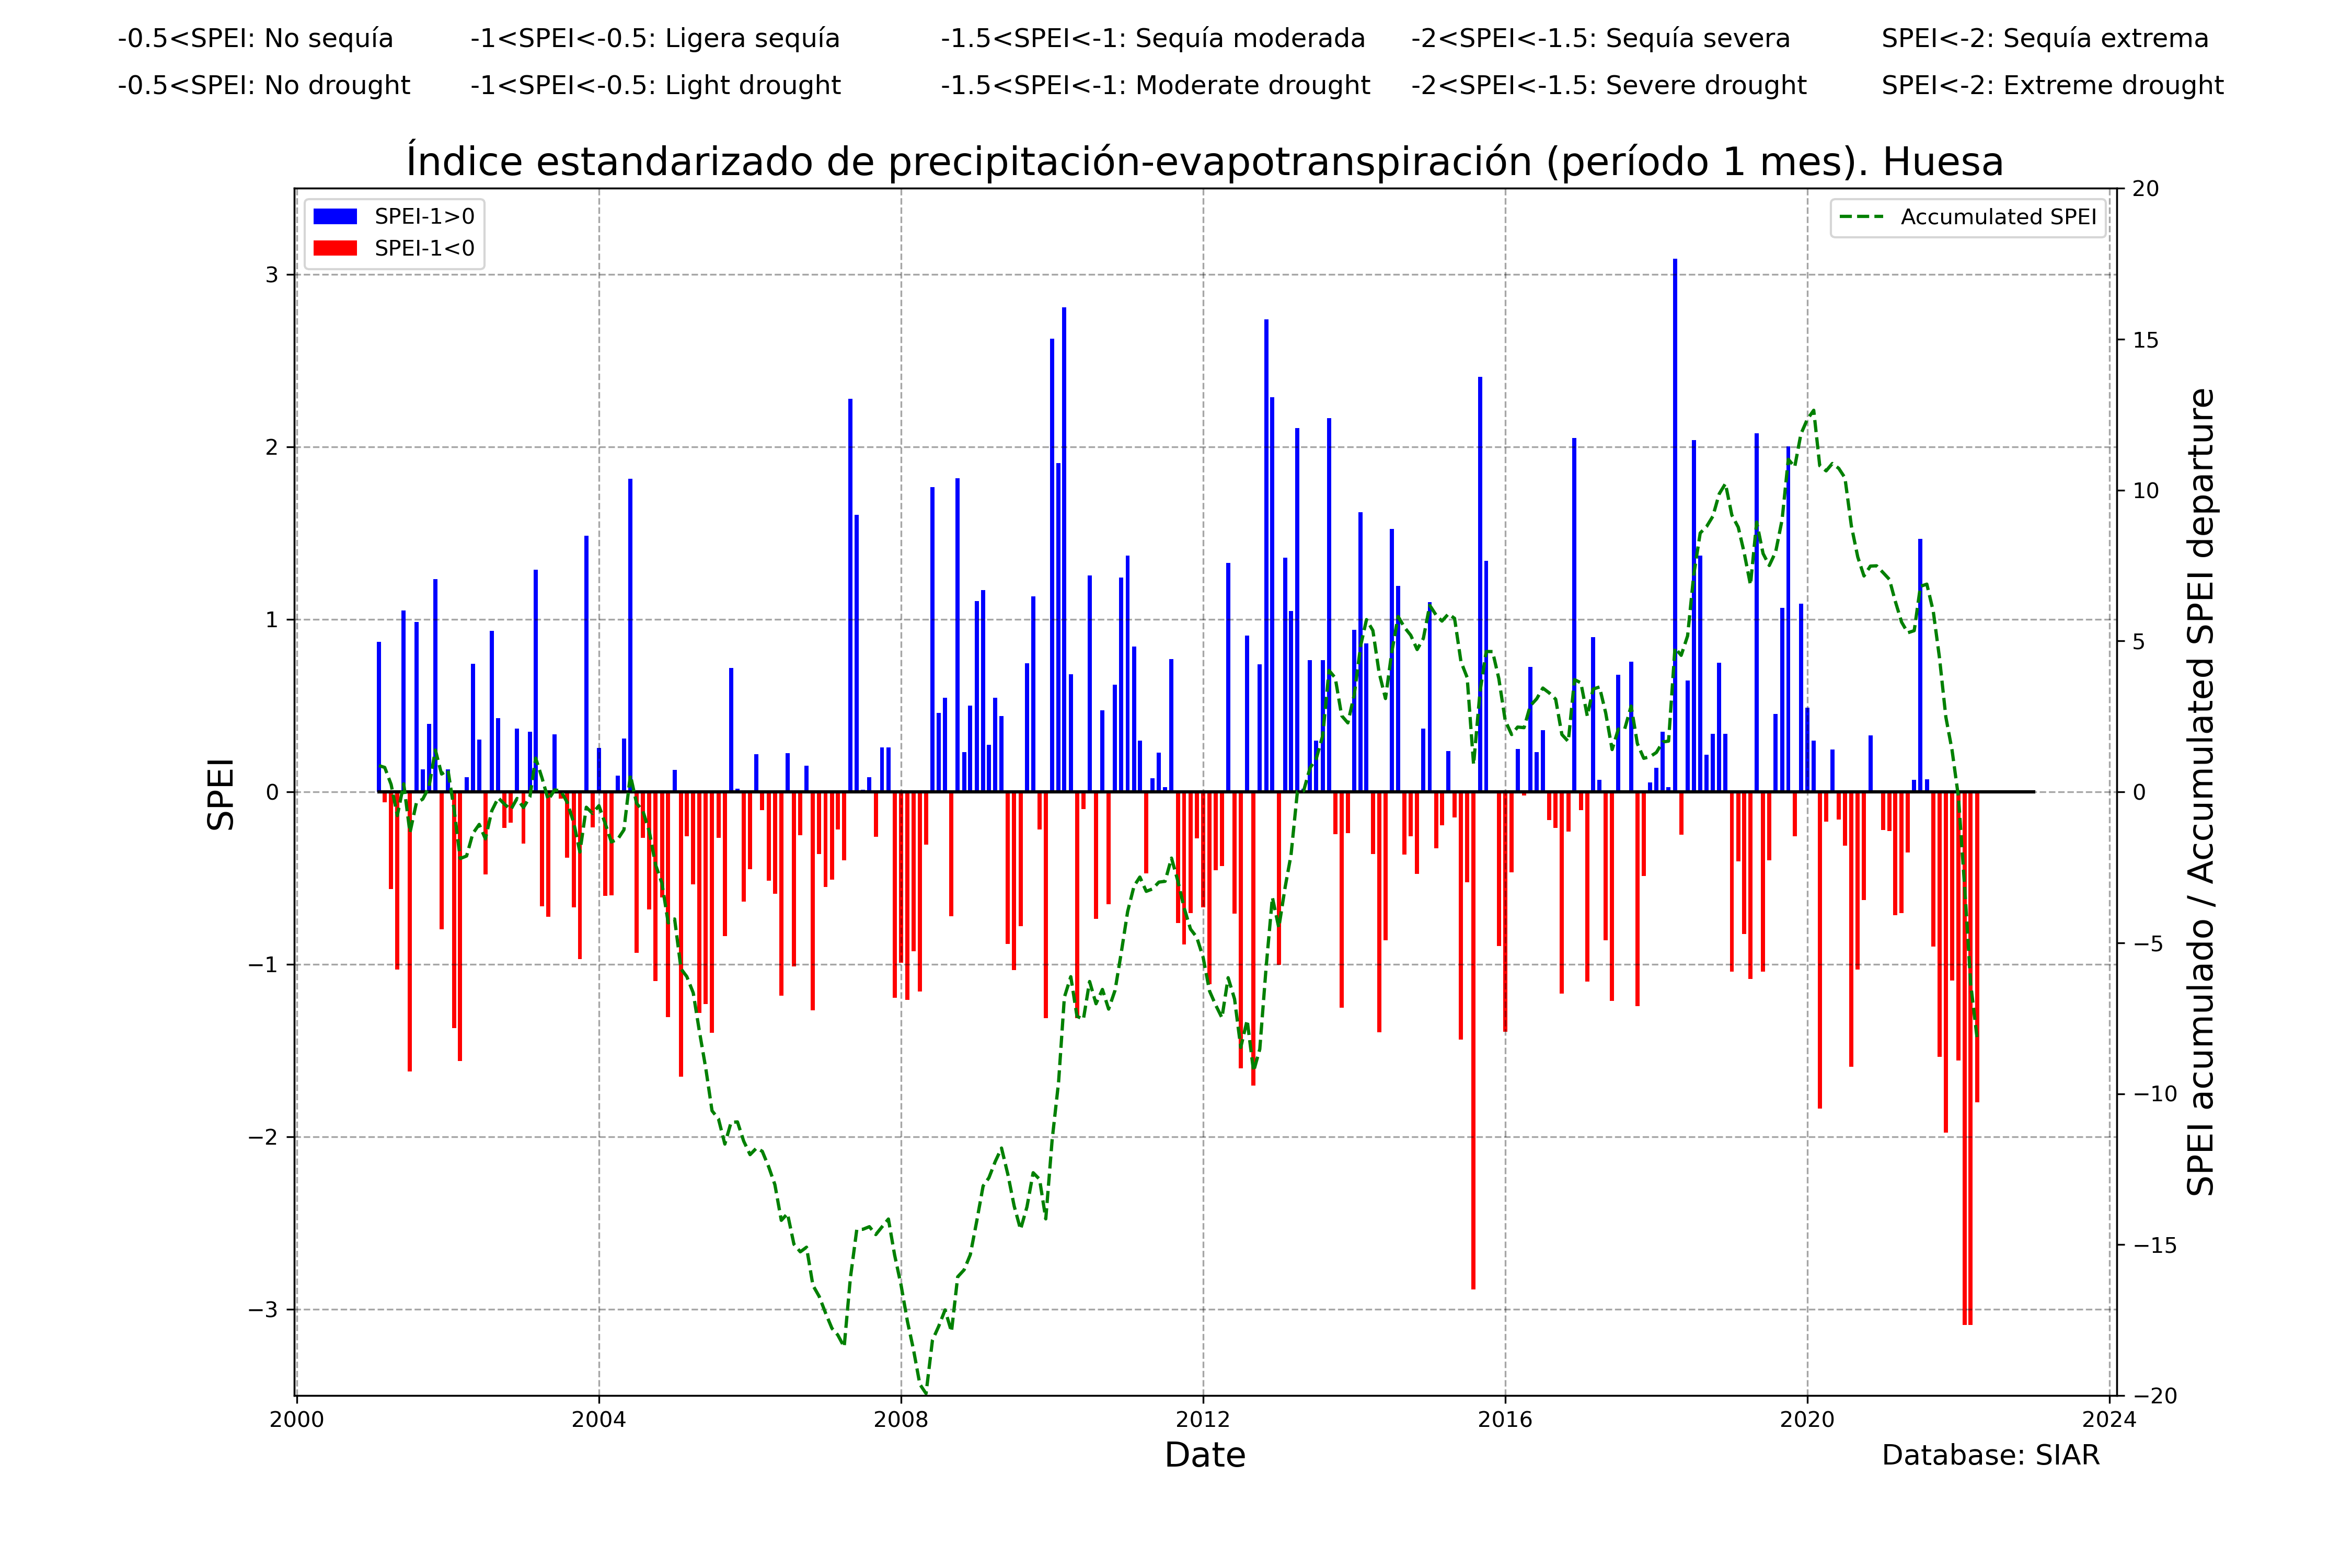 -0.5<SPEI: No sequía -1<SPEI<-0.5: Ligera sequía -1.5<SPEI<-1: Sequía moderada -2<SPEI<-1.5: Sequía severa SPEI<-2: Sequía extrema
-0.5<SPEI: No drought -1<SPEI<-0.5: Light drought -1.5<SPEI<-1: Moderate drought -2<SPEI<-1.5: Severe drought SPEI<-2: Extreme drought
Índice estandarizado de precipitación-evapotranspiración (período 1 mes). Huesa
SPEI-1>0
SPEI-1<0
Accumulated SPEI
SPEI
3
2
1
0
−1
−2
−3
20
15
10
5
0
−5
−10
−15
−20
SPEI acumulado / Accumulated SPEI departure
2000 2004 2008 2012 2016 2020 2024
Date
Database: SIAR